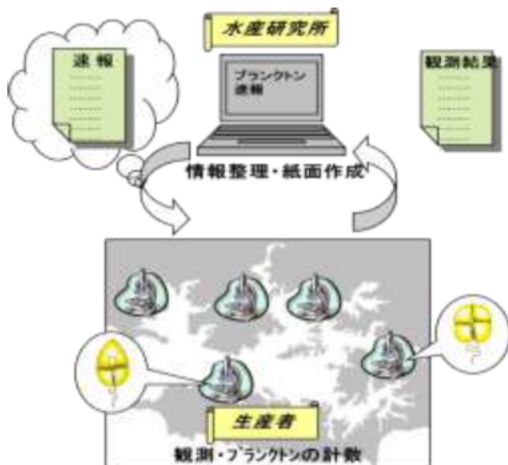 水産研究所
速報
プランクトン
速報
観測結果
情報整理・紙面作成
生産者
観測・プランクトンの計数